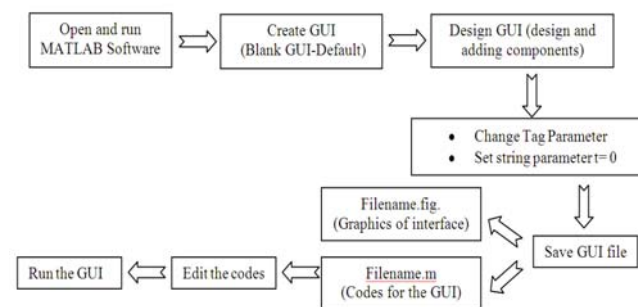 Open and run
MATLAB Software
Create GUI
(Blank GUI-Default)
Design GUI (design and
adding components)
• Change Tag Parameter
• Set string parameter t= 0
Filename.fig.
(Graphics of interface)
Save GUI file
Run the GUI
Edit the codes
Filename.m
(Codes for the GUI)